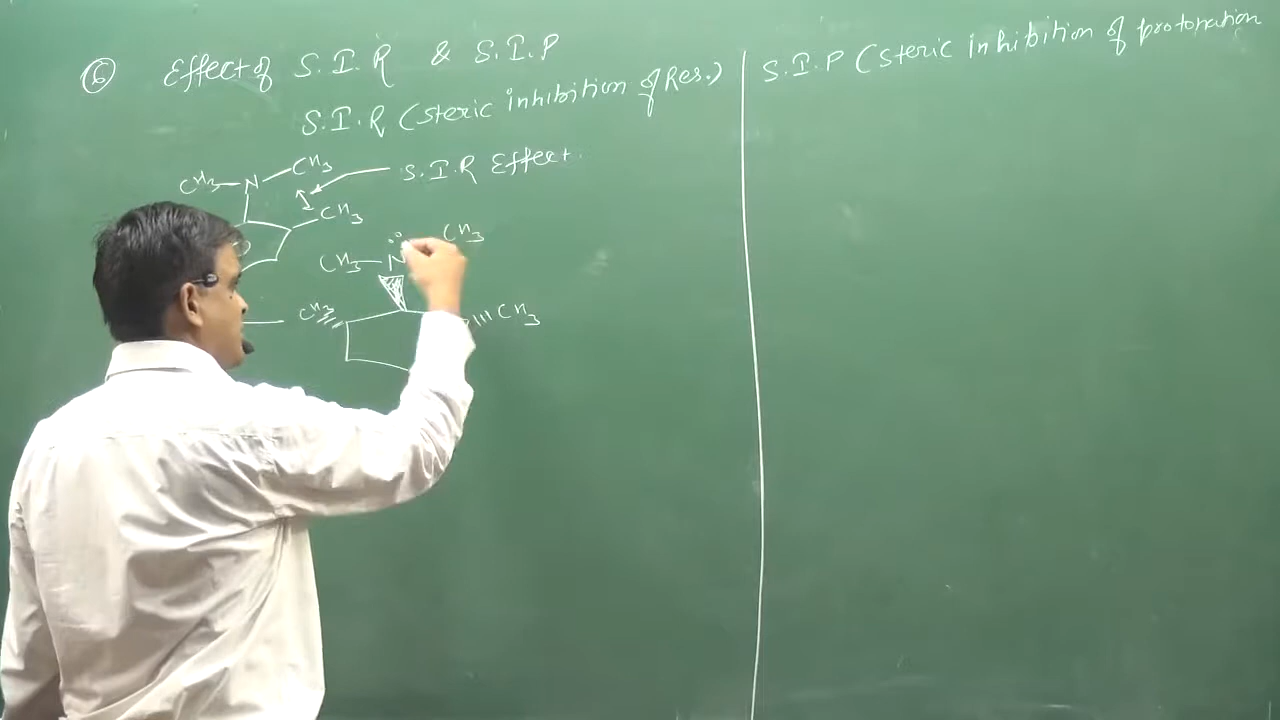 ⑥ Effect of S.I.R & S.I.P
S.I.R (Steric inhibition of Res.)
CH3 N CH3
S.I.R Effect
CH3
CH3 N̈ CH3
CH3 CH3
S.I.P (Steric inhibition of protonation